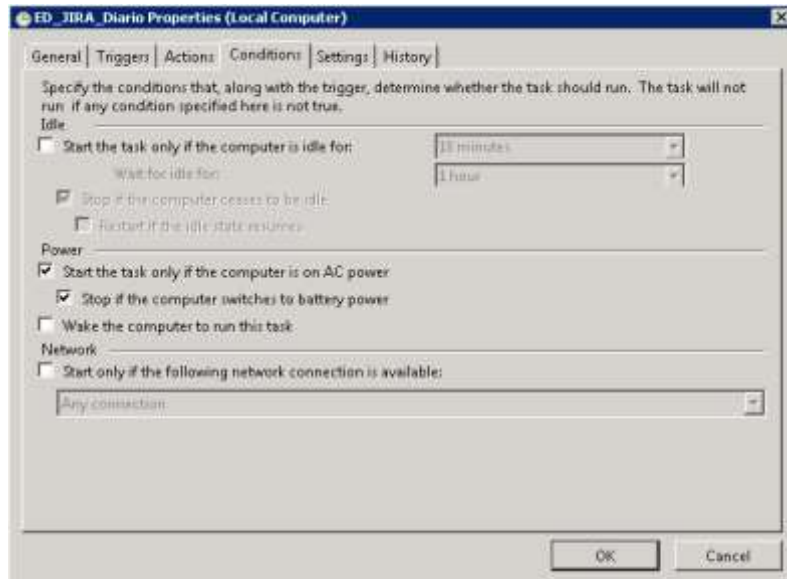 ED_JIRA_Diario Properties (Local Computer)
General Triggers Actions Conditions Settings History
Specify the conditions that, along with the trigger, determine whether the task should run. The task will not
run if any condition specified here is not true.
Idle
Start the task only if the computer is idle for:
minutes
Wait for idle for:
1 hour
Stop if the computer ceases to be idle
Restart if the idle state resumes
Power
Start the task only if the computer is on AC power
Stop if the computer switches to battery power
Wake the computer to run this task
Network
Start only if the following network connection is available:
Any connection
OK Cancel